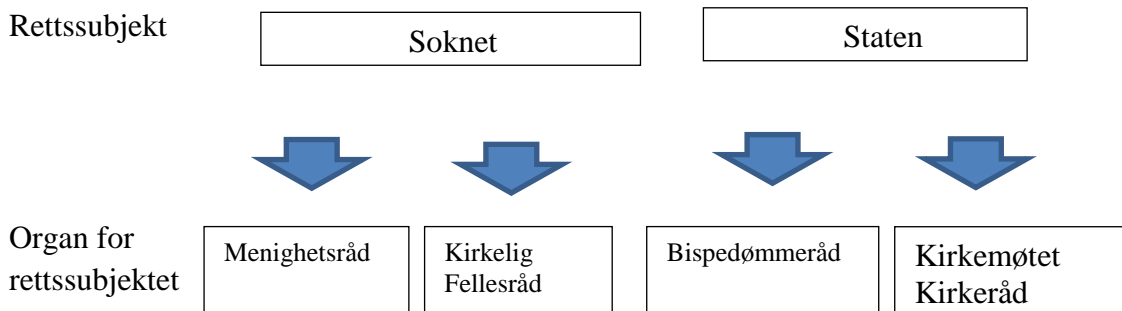 Rettssubjekt
Soknet
Staten
Organ for
rettssubjektet
Menighetsråd
Kirkelig
Fellesråd
Bispedømmeråd
Kirkemøtet
Kirkeråd